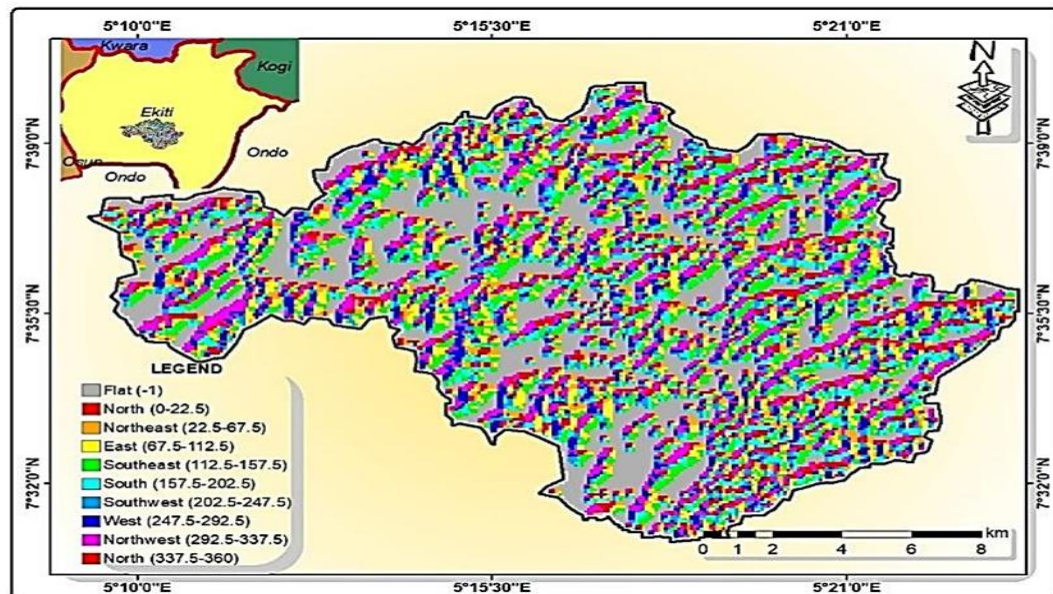 5°10'0"E 5°15'30"E 5°21'0"E
Kwara
Kogi
Ekiti
Osun
Ondo
Ondo
N
7°39'0"N 7°39'0"N
7°35'30"N 7°35'30"N
7°32'0"N 7°32'0"N
LEGEND
Flat (-1)
North (0-22.5)
Northeast (22.5-67.5)
East (67.5-112.5)
Southeast (112.5-157.5)
South (157.5-202.5)
Southwest (202.5-247.5)
West (247.5-292.5)
Northwest (292.5-337.5)
North (337.5-360)
km
0 1 2 4 6 8
5°10'0"E 5°15'30"E 5°21'0"E